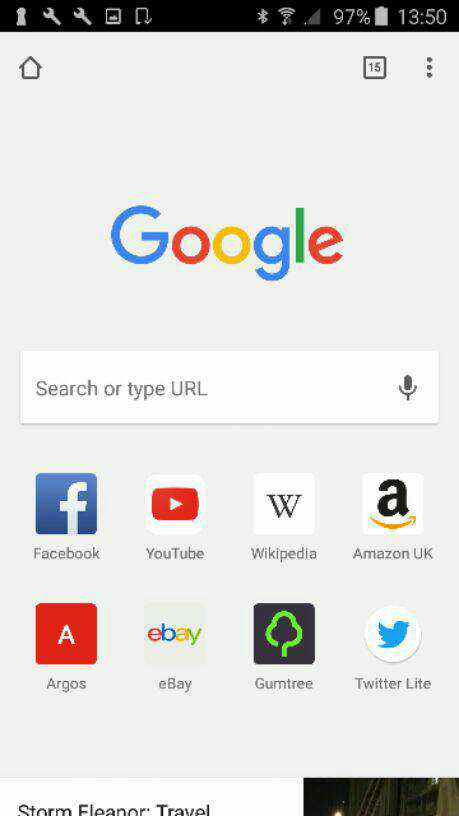 97% 13:50
15
Google
Search or type URL
f W a
Facebook YouTube Wikipedia Amazon UK
A ebay
Argos eBay Gumtree Twitter Lite
Storm Eleanor: Travel